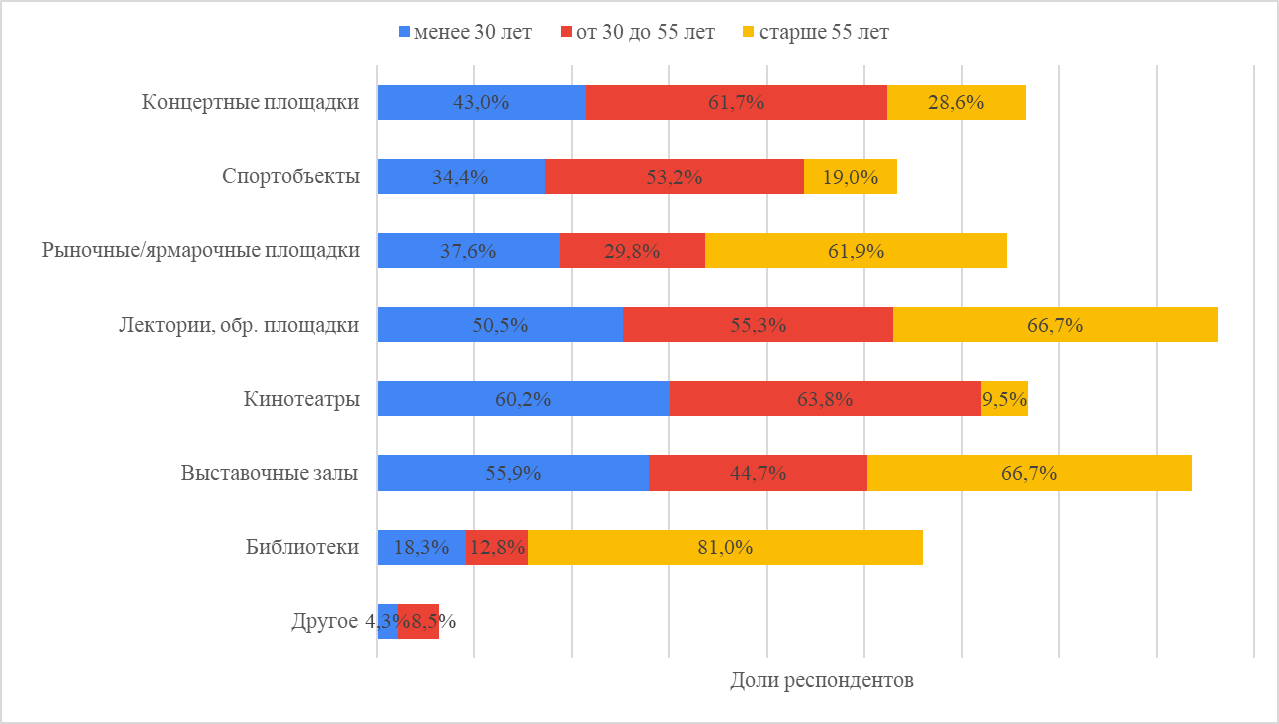 менее 30 лет от 30 до 55 лет старше 55 лет
Концертные площадки 43,0% 61,7% 28,6%
Спортобъекты 34,4% 53,2% 19,0%
Рыночные/ярмарочные площадки 37,6% 29,8% 61,9%
Лектории, обр. площадки 50,5% 55,3% 66,7%
Кинотеатры 60,2% 63,8% 9,5%
Выставочные залы 55,9% 44,7% 66,7%
Библиотеки 18,3% 12,8% 81,0%
Другое 4,3% 8,5%
Доли респондентов